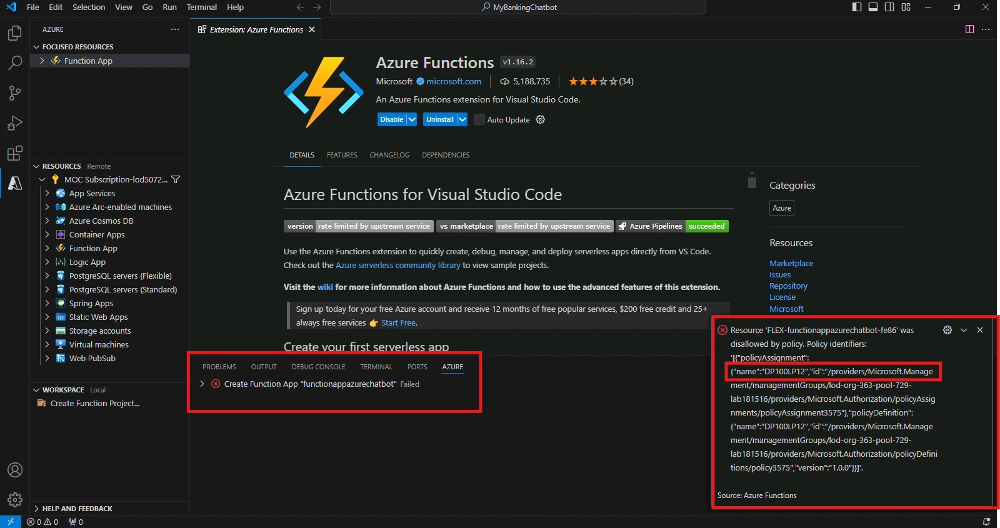 File Edit Selection View Go Run Terminal Help
MyBankingChatbot
AZURE
FOCUSED RESOURCES
Function App
RESOURCES Remote
MOC Subscription-lod5072...
App Services
Azure Arc-enabled machines
Azure Cosmos DB
Container Apps
Function App
Logic App
PostgreSQL servers (Flexible)
PostgreSQL servers (Standard)
Spring Apps
Static Web Apps
Storage accounts
Virtual machines
Web PubSub
WORKSPACE Local
Create Function Project...
HELP AND FEEDBACK
Extension: Azure Functions
Azure Functions v1.16.2
Microsoft microsoft.com 5,188,735 (34)
An Azure Functions extension for Visual Studio Code.
Disable Uninstall Auto Update
DETAILS FEATURES CHANGELOG DEPENDENCIES
Azure Functions for Visual Studio Code
version rate limited by upstream service vs marketplace rate limited by upstream service Azure Pipelines succeeded
Use the Azure Functions extension to quickly create, debug, manage, and deploy serverless apps directly from VS Code.
Check out the Azure serverless community library to view sample projects.
Visit the wiki for more information about Azure Functions and how to use the advanced features of this extension.
Sign up today for your free Azure account and receive 12 months of free popular services, $200 free credit and 25+
always free services 👉 Start Free.
Create your first serverless app
Categories
Azure
Resources
Marketplace
Issues
Repository
License
Microsoft
PROBLEMS OUTPUT DEBUG CONSOLE TERMINAL PORTS AZURE
Create Function App "functionappazurechatbot" Failed
Resource 'FLEX-functionappazurechatbot-fe86' was
disallowed by policy. Policy identifiers:
'[{"policyAssignment":
{"name":"DP100LP12","id":"/providers/Microsoft.Manage
ment/managementGroups/lod-org-363-pool-729-
lab181516/providers/Microsoft.Authorization/policyAssig
nments/policyAssignment3575"},"policyDefinition":
{"name":"DP100LP12","id":"/providers/Microsoft.Manage
ment/managementGroups/lod-org-363-pool-729-
lab181516/providers/Microsoft.Authorization/policyDefini
tions/policy3575","version":"1.0.0"}}]'.
Source: Azure Functions
0 0 0